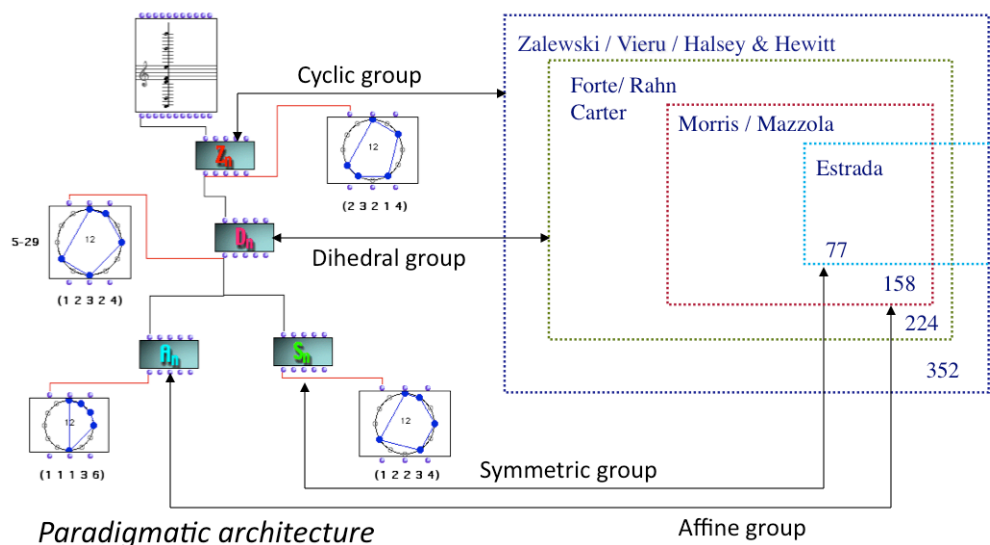 Zalewski / Vieru / Halsey & Hewitt
Cyclic group
Forte/ Rahn
Carter
Morris / Mazzola
12
Zn
Estrada
(2 3 2 1 4)
5-29
12
Dn
Dihedral group
77
(1 2 3 2 4)
158
224
An
Sn
352
12
12
(1 1 1 3 6)
(1 2 2 3 4)
Symmetric group
Paradigmatic architecture
Affine group